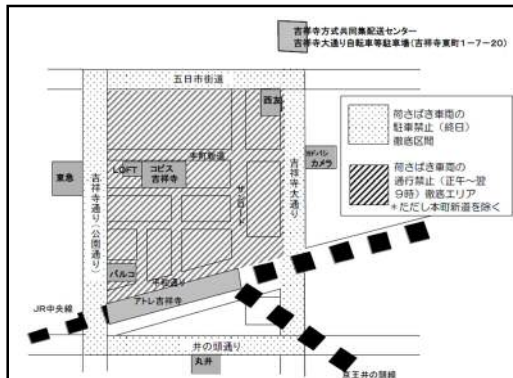 吉祥寺方式共同集配送センター
吉祥寺大通り自転車等駐車場(吉祥寺東町1-7-20)
五日市街道
西友
本町新道
LOFT
コピス
吉祥寺
東急
吉祥寺通り(公園通り)
サンロード
吉祥寺大通り
ヨドバシ
カメラ
荷さばき車両の
駐車禁止(終日)
徹底区間
荷さばき車両の
通行禁止(正午～翌
9時)徹底エリア
*ただし本町新道を除く
パルコ
平和通り
アトレ吉祥寺
JR中央線
井の頭通り
丸井
京王井の頭線